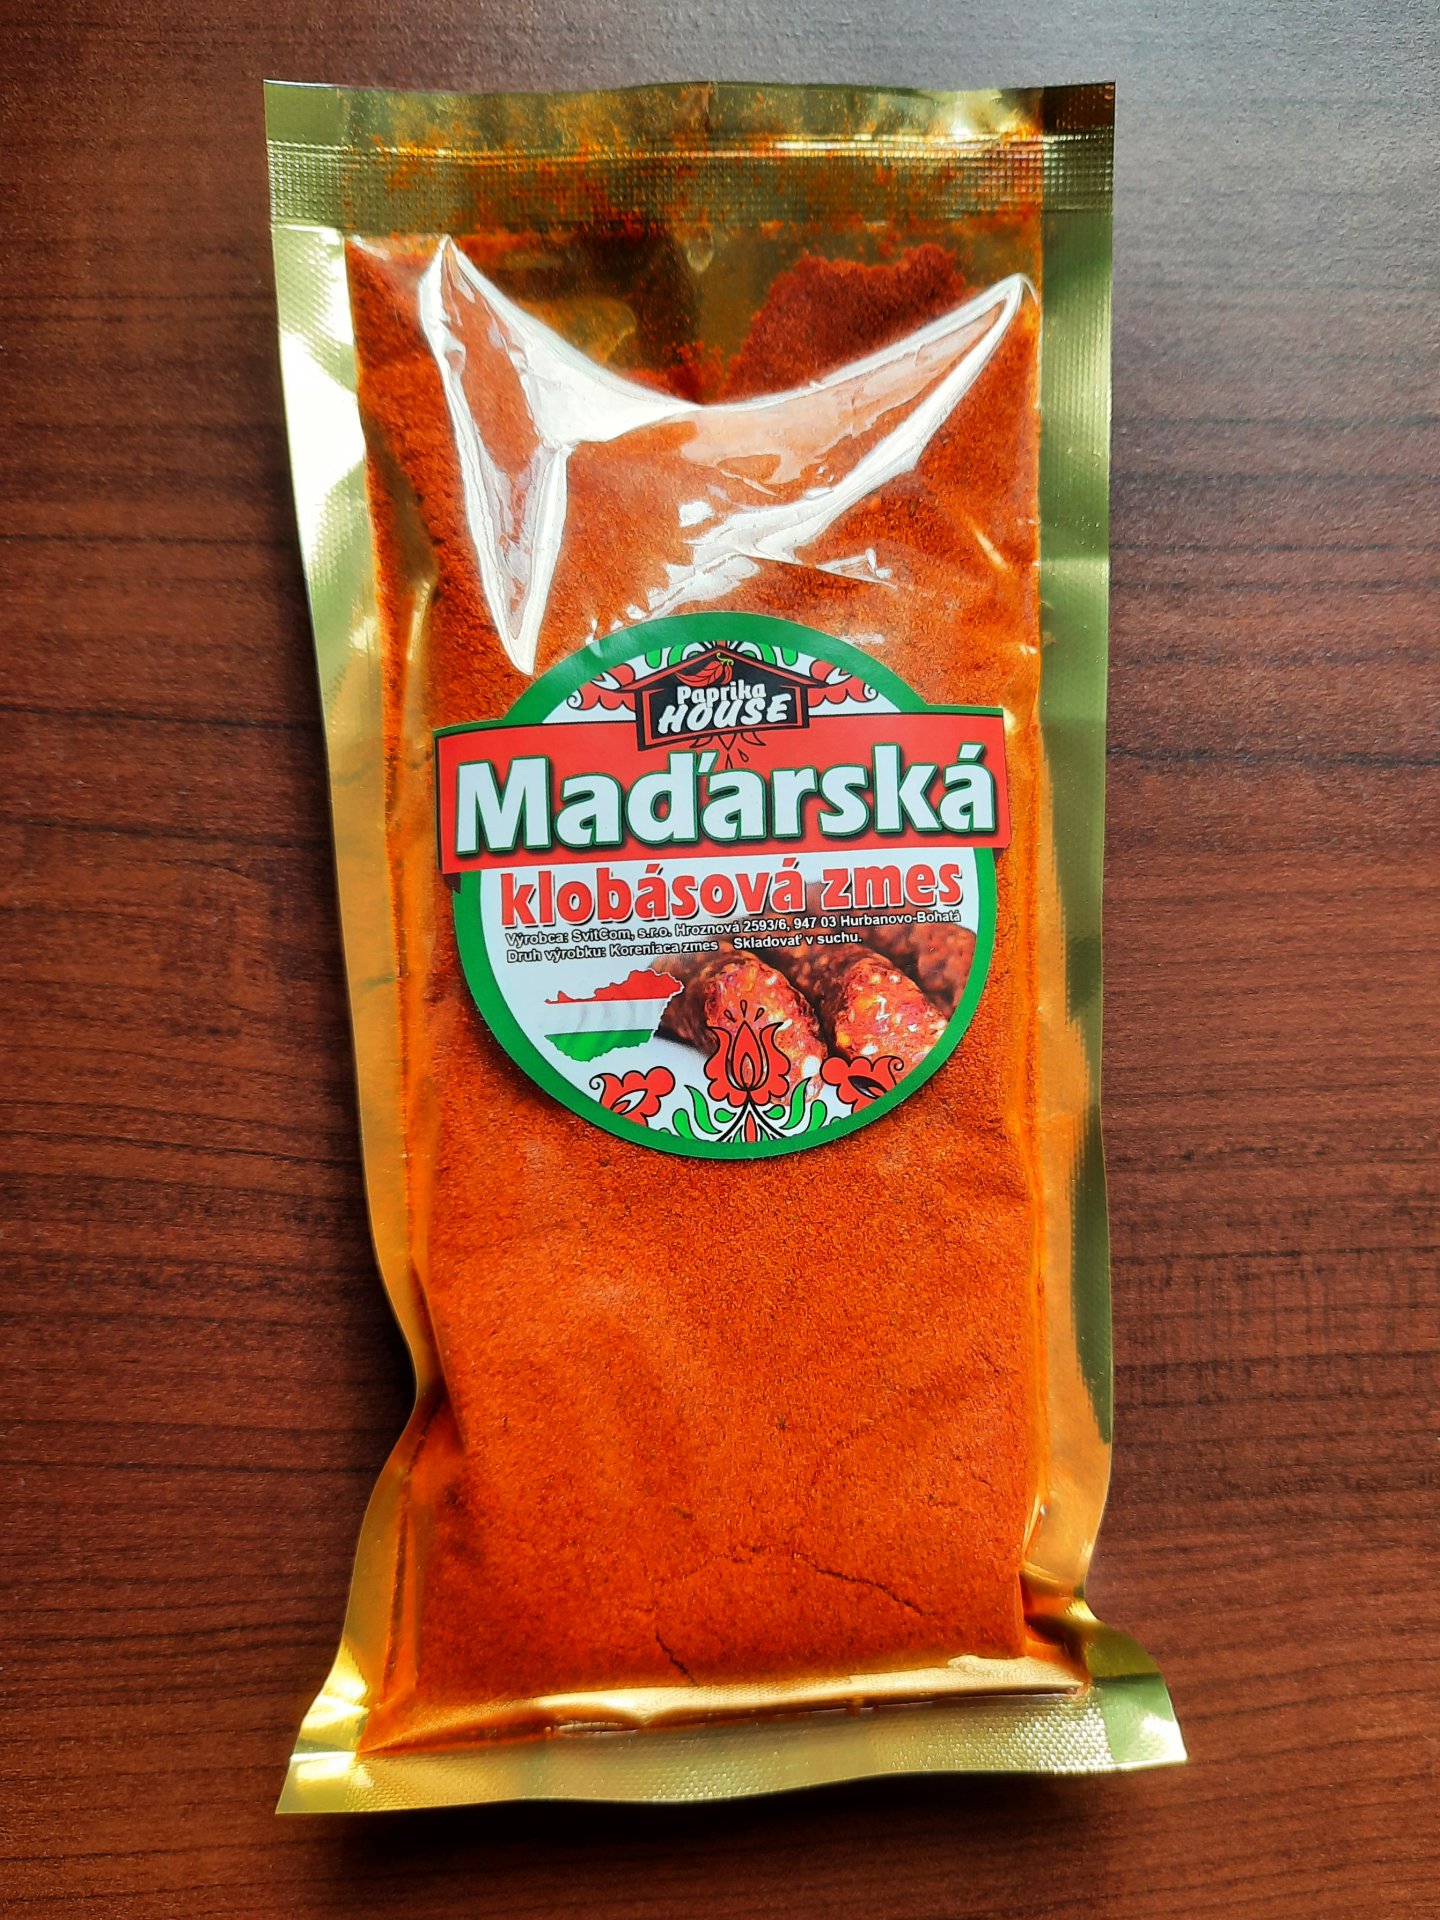 Paprika
HOUSE
Maďarská
klobásová zmes
Výrobca: SvitCom, s.r.o. Hroznová 2593/6, 947 03 Hurbanovo-Bohatá
Druh výrobku: Koreniaca zmes Skladovať v suchu.